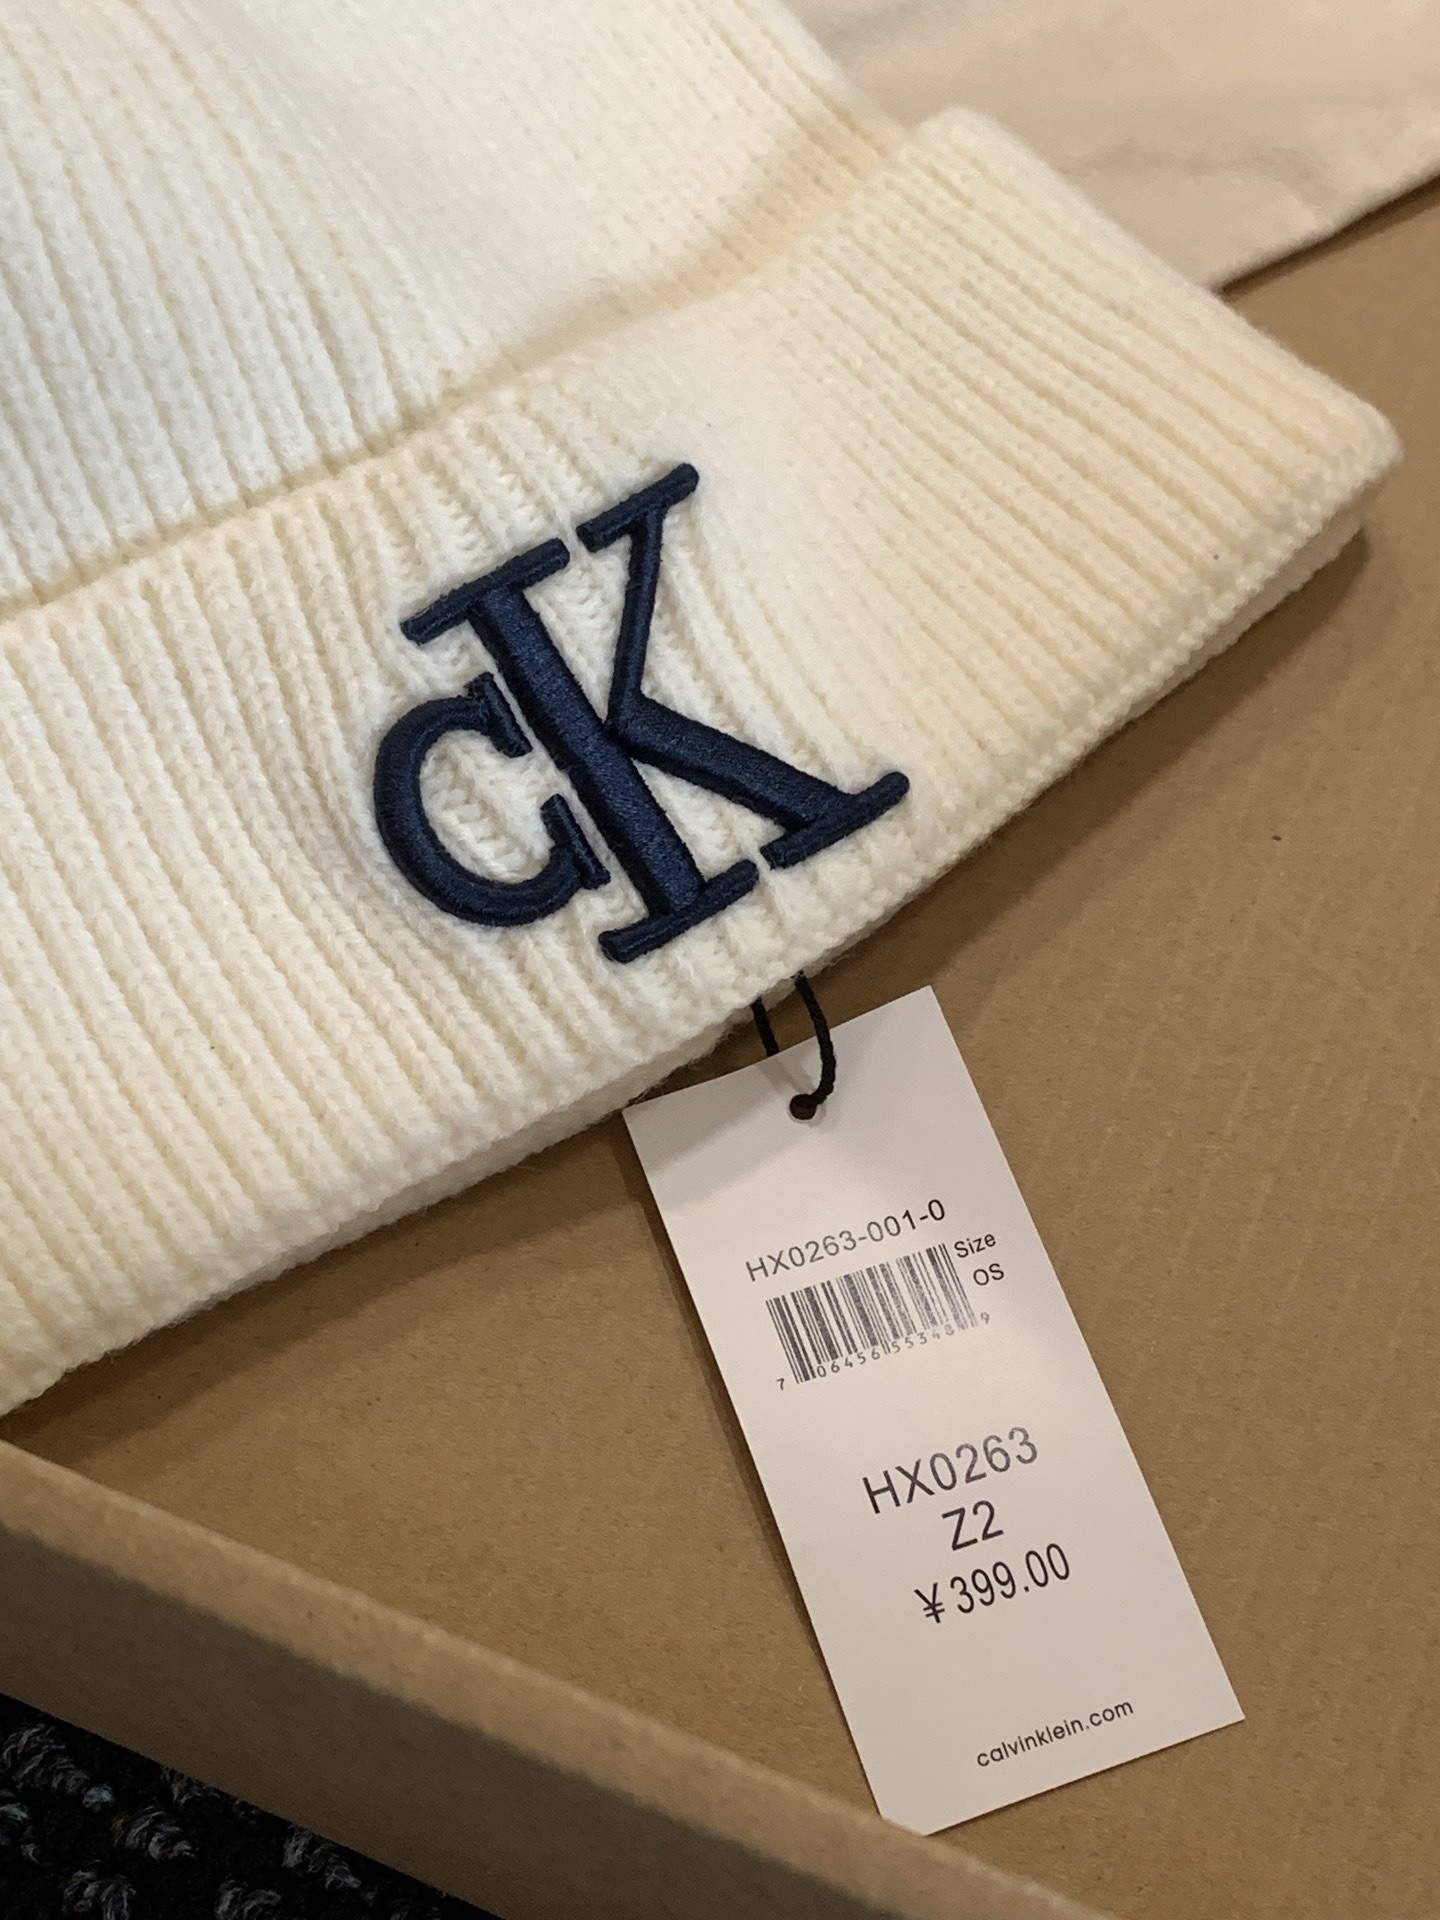 CK
HX0263-001-0
Size
OS
7 06456 55348 9
HX0263
Z2
¥399.00
calvinklein.com